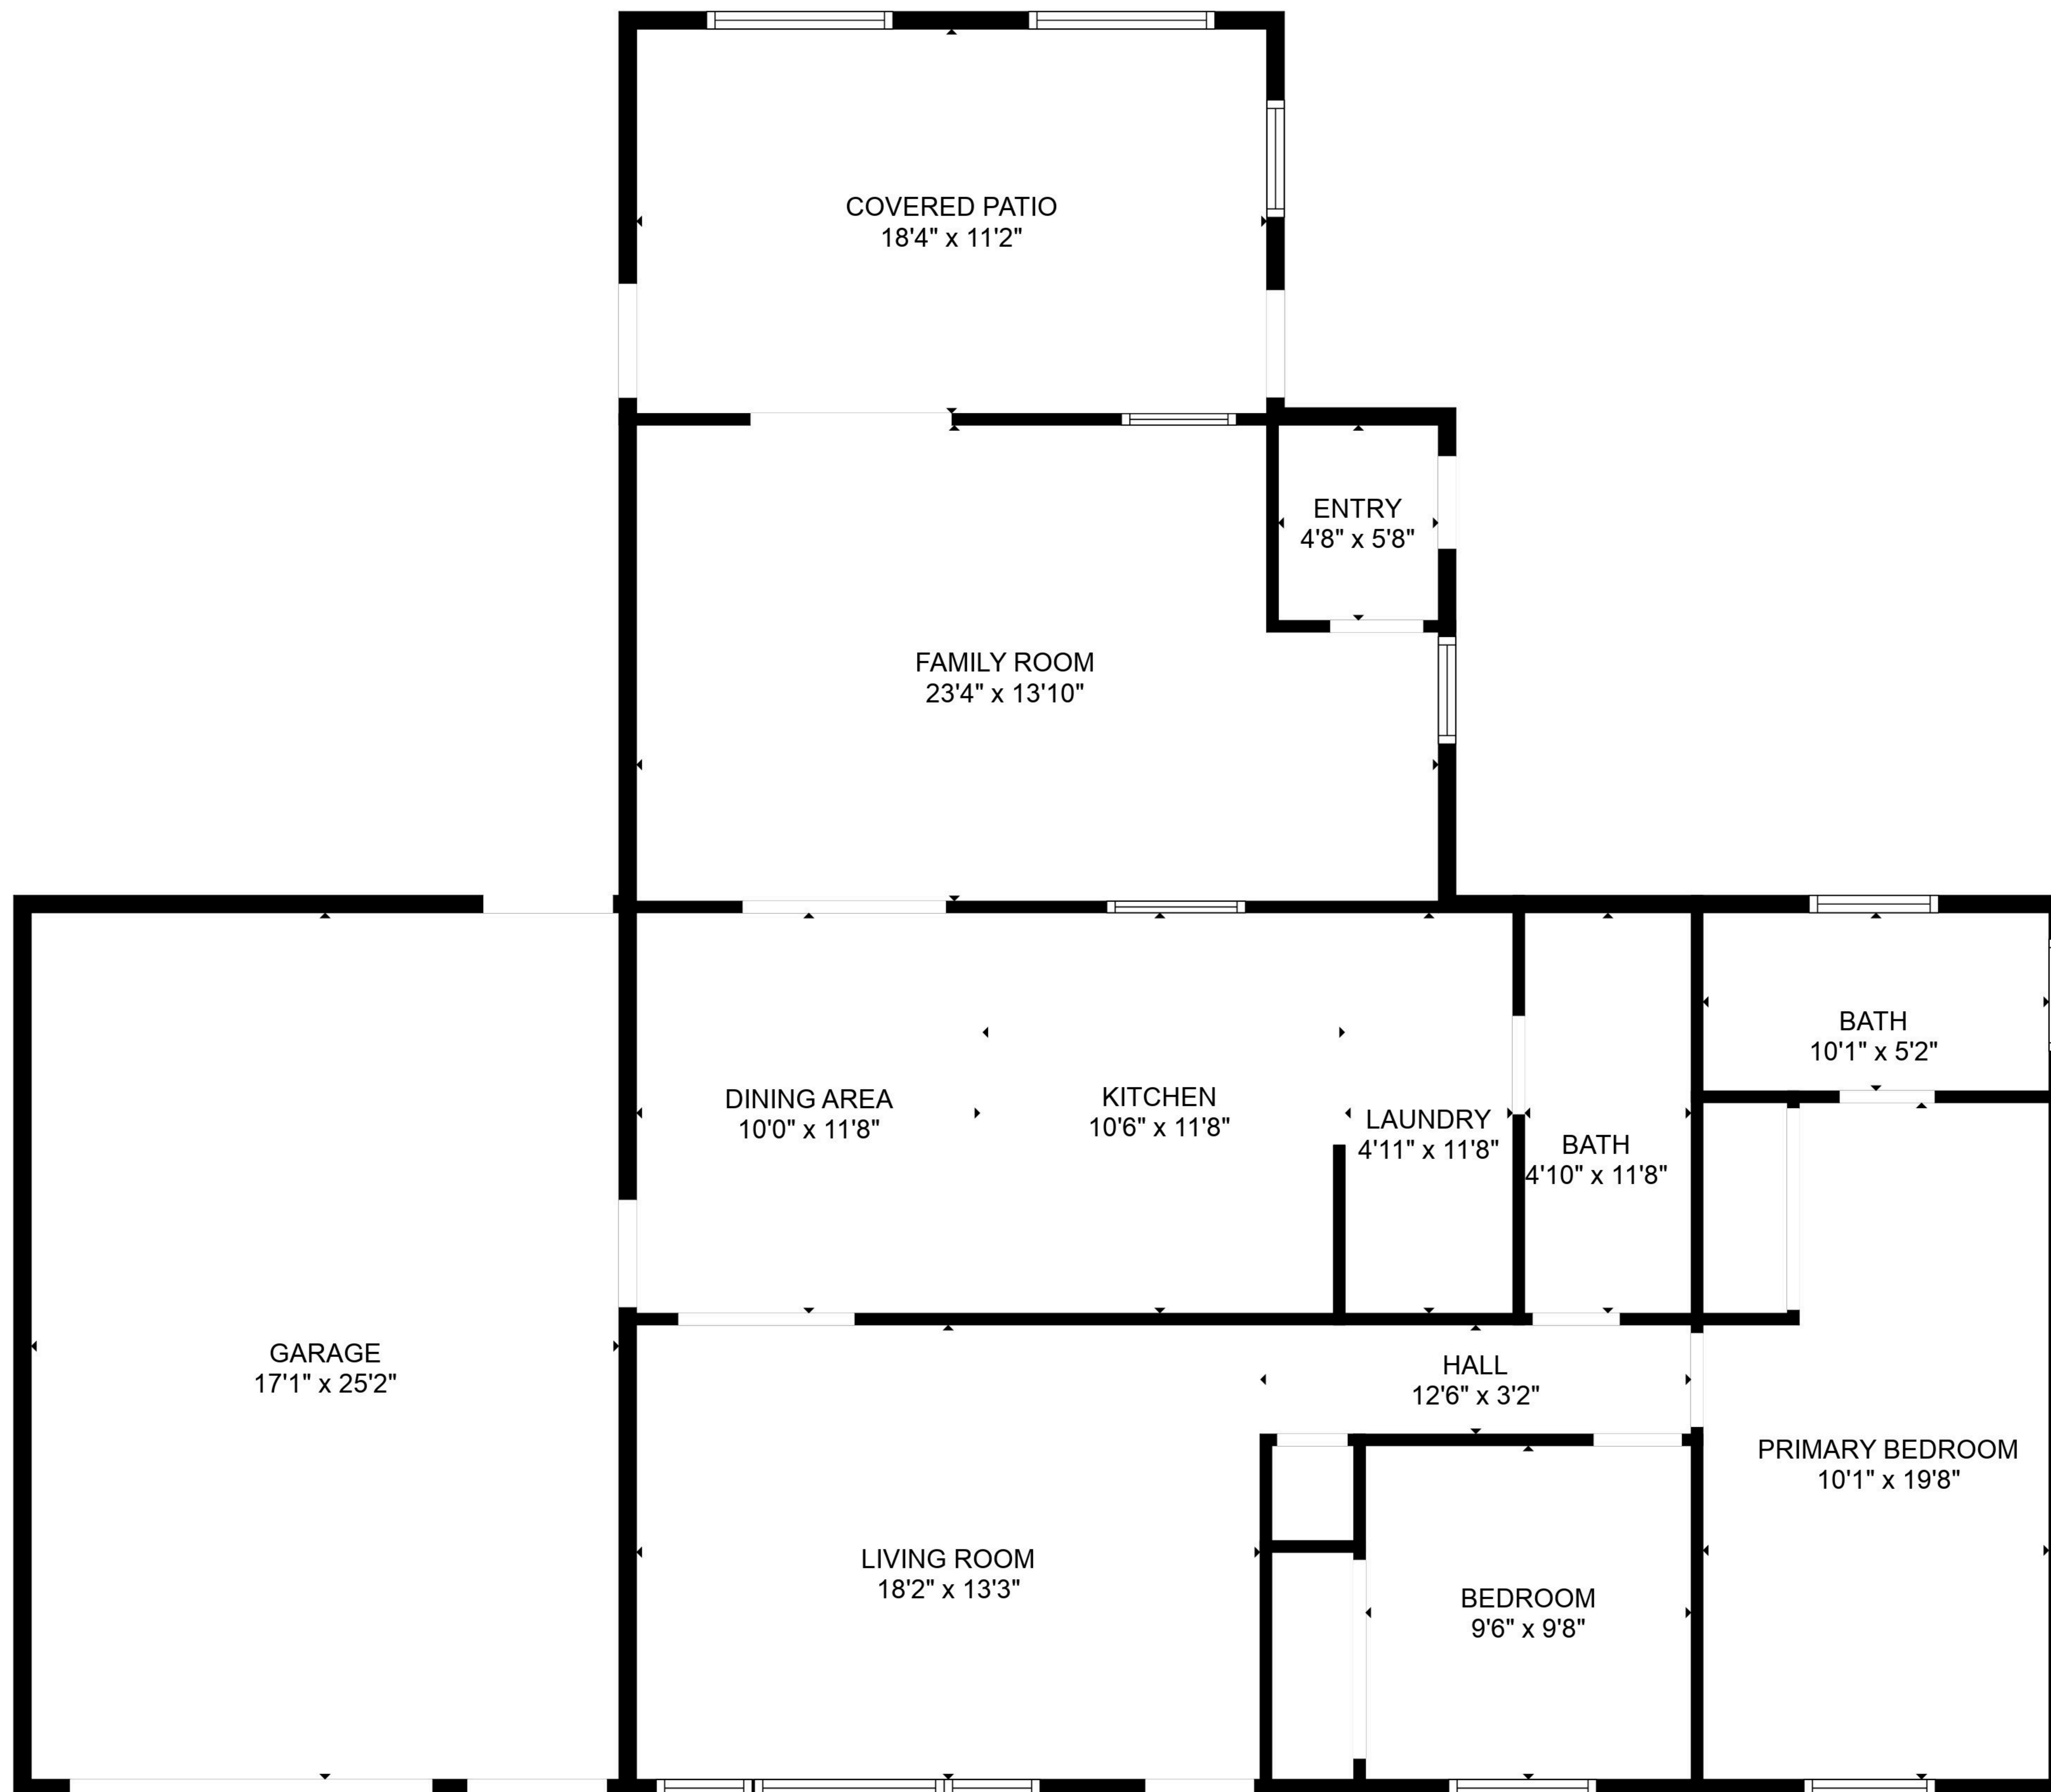 COVERED PATIO
18'4" x 11'2"
ENTRY
4'8" x 5'8"
FAMILY ROOM
23'4" x 13'10"
BATH
10'1" x 5'2"
DINING AREA
10'0" x 11'8"
KITCHEN
10'6" x 11'8"
LAUNDRY
4'11" x 11'8"
BATH
4'10" x 11'8"
GARAGE
17'1" x 25'2"
HALL
12'6" x 3'2"
PRIMARY BEDROOM
10'1" x 19'8"
LIVING ROOM
18'2" x 13'3"
BEDROOM
9'6" x 9'8"